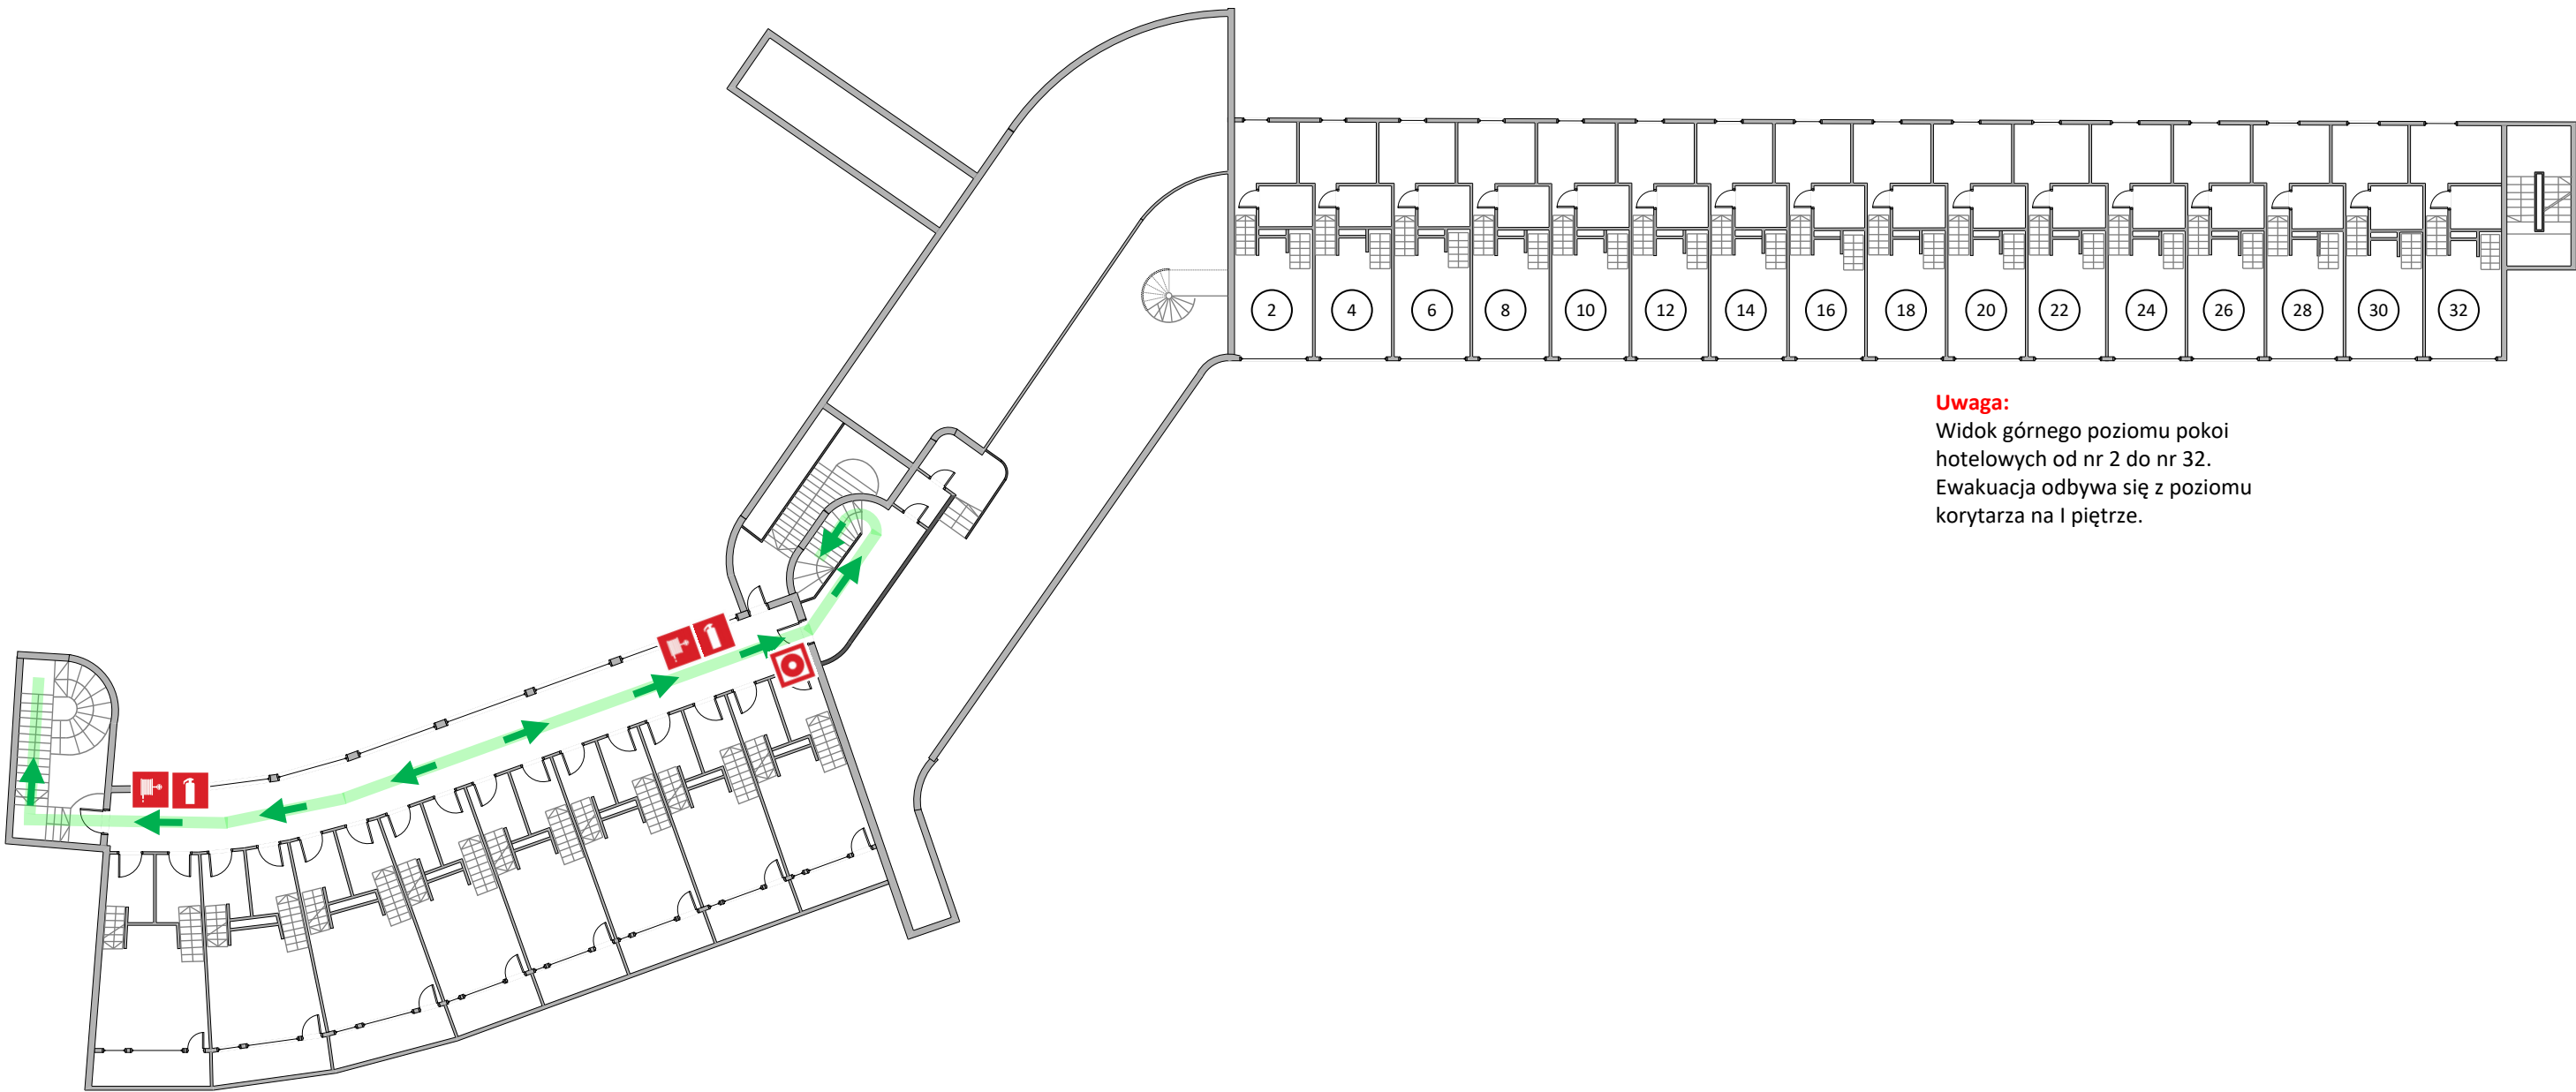 2 4 6 8 10 12 14 16 18 20 22 24 26 28 30 32
Uwaga:
Widok górnego poziomu pokoi
hotelowych od nr 2 do nr 32.
Ewakuacja odbywa się z poziomu
korytarza na I piętrze.